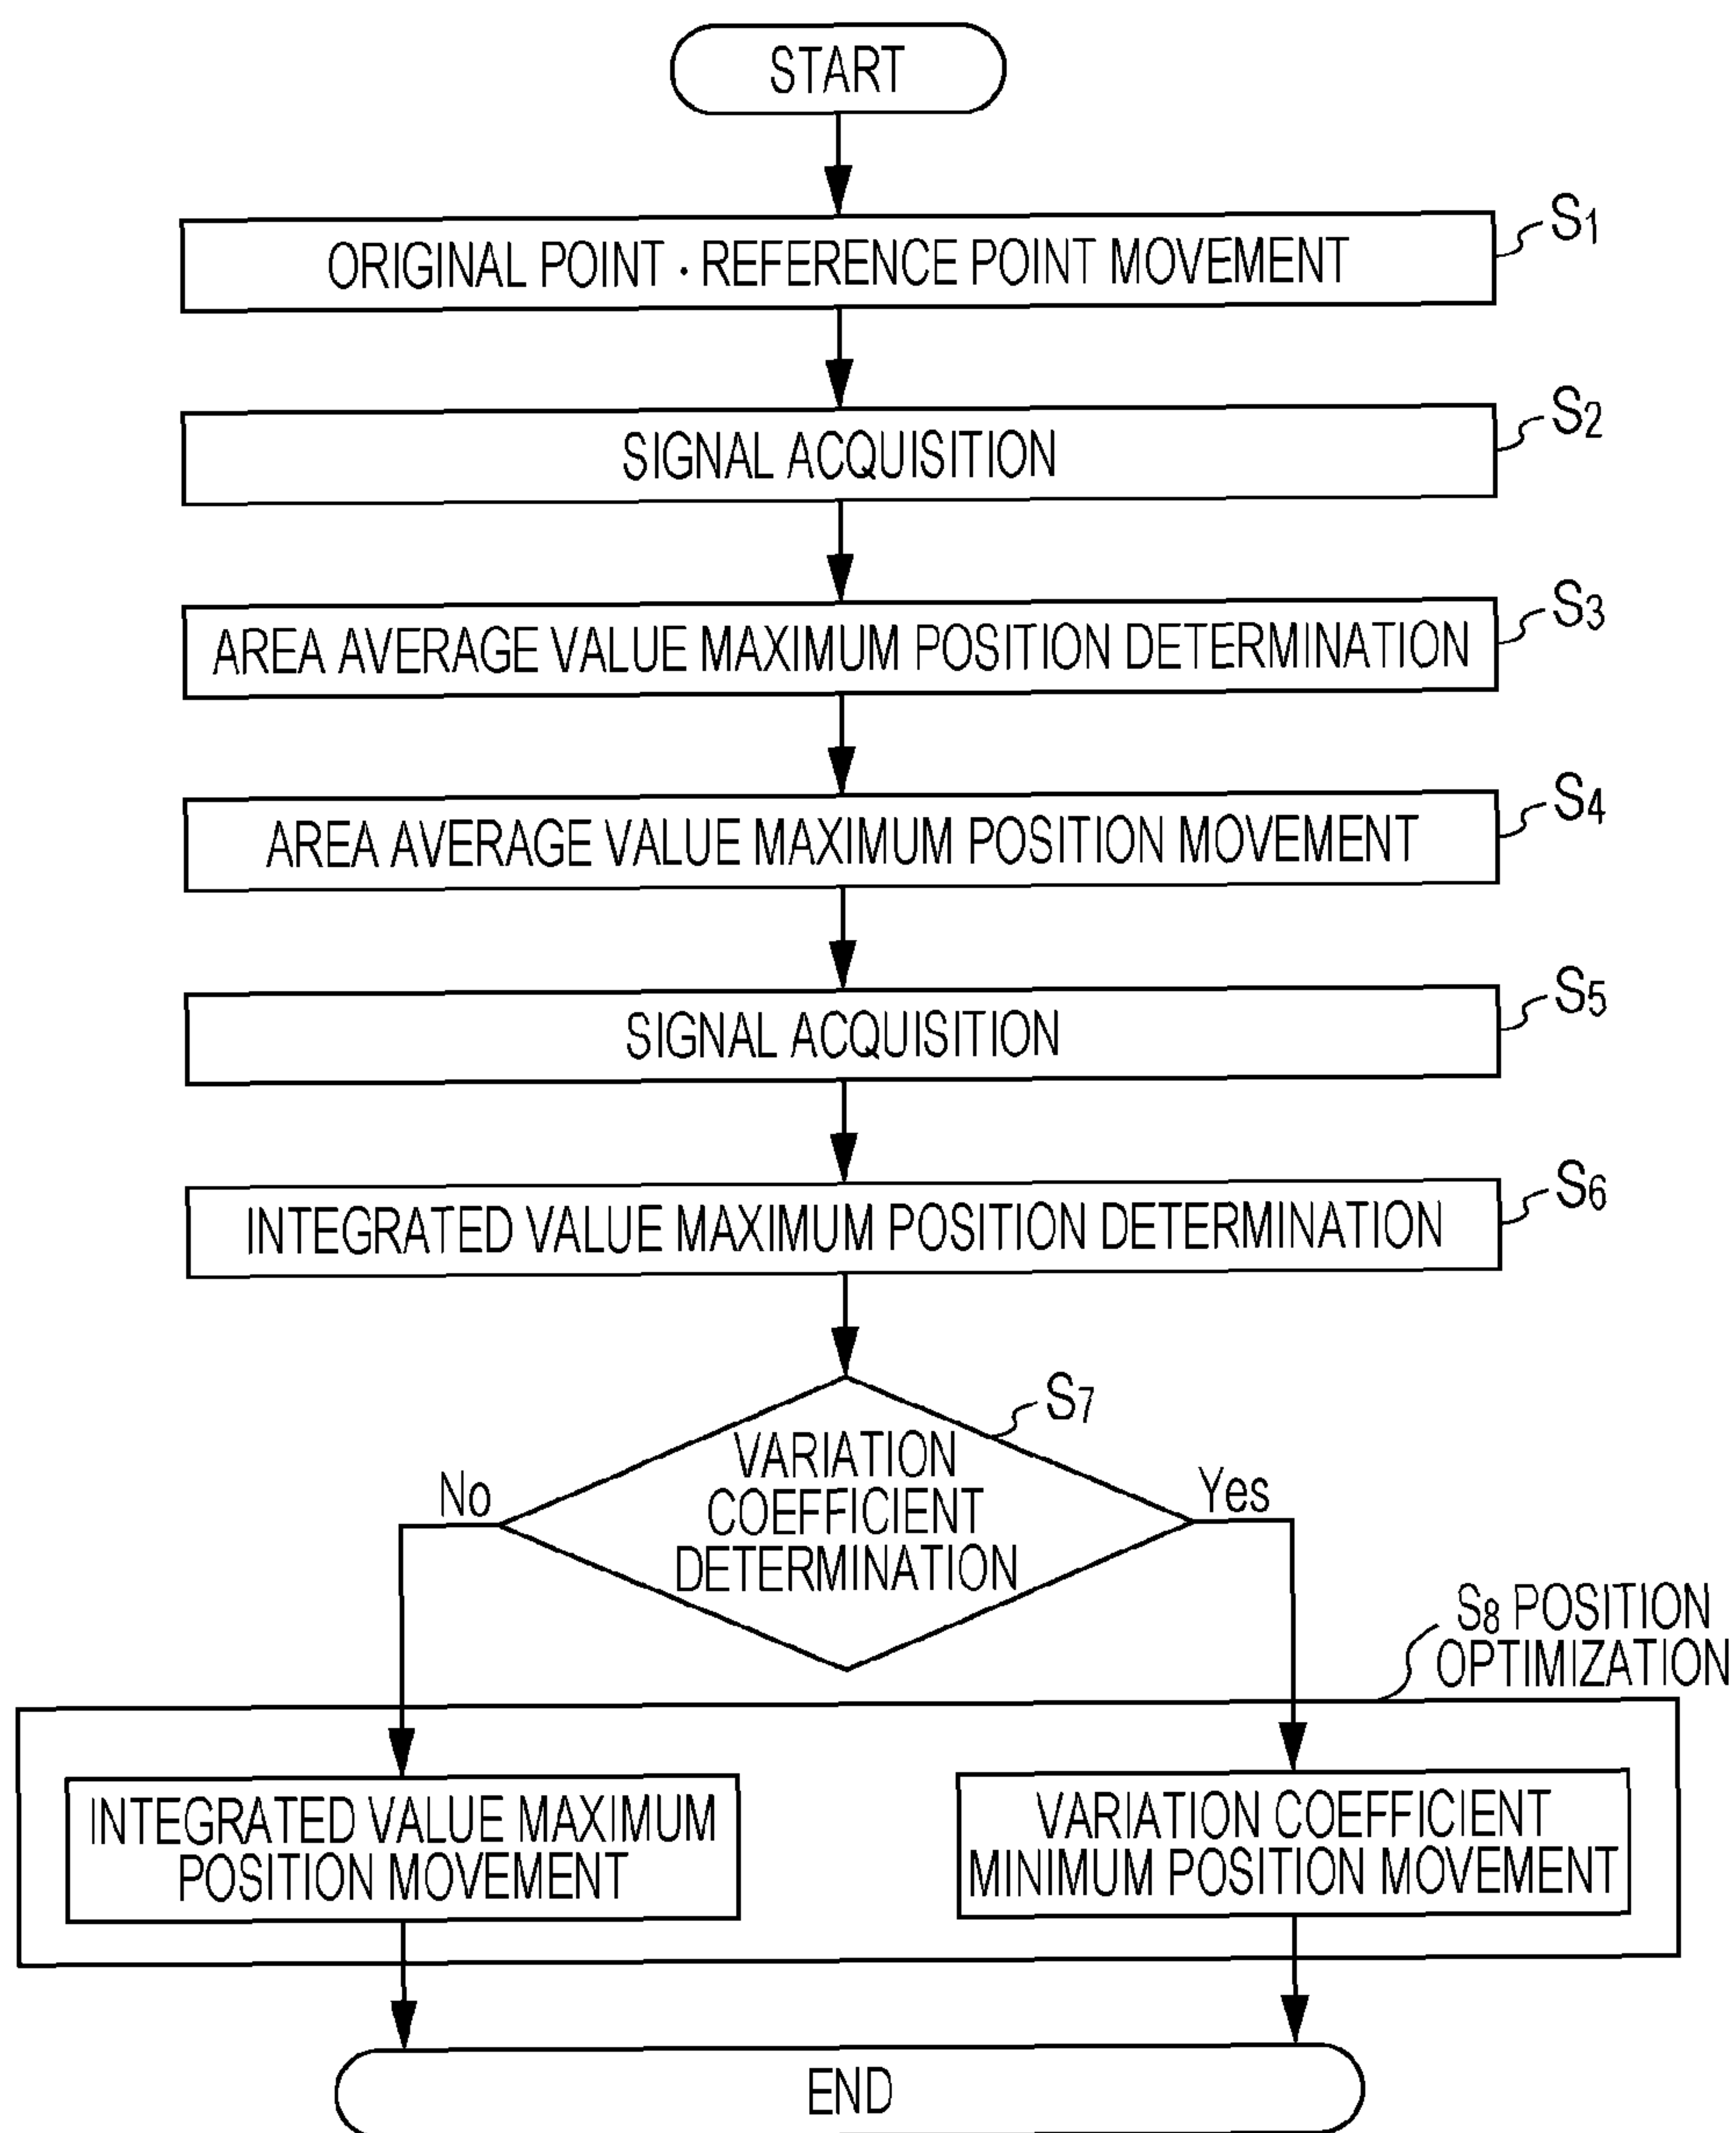 START
ORIGINAL POINT · REFERENCE POINT MOVEMENT
S1
SIGNAL ACQUISITION
S2
AREA AVERAGE VALUE MAXIMUM POSITION DETERMINATION
S3
AREA AVERAGE VALUE MAXIMUM POSITION MOVEMENT
S4
SIGNAL ACQUISITION
S5
INTEGRATED VALUE MAXIMUM POSITION DETERMINATION
S6
S7
VARIATION
COEFFICIENT
DETERMINATION
No
Yes
S8 POSITION
OPTIMIZATION
INTEGRATED VALUE MAXIMUM
POSITION MOVEMENT
VARIATION COEFFICIENT
MINIMUM POSITION MOVEMENT
END